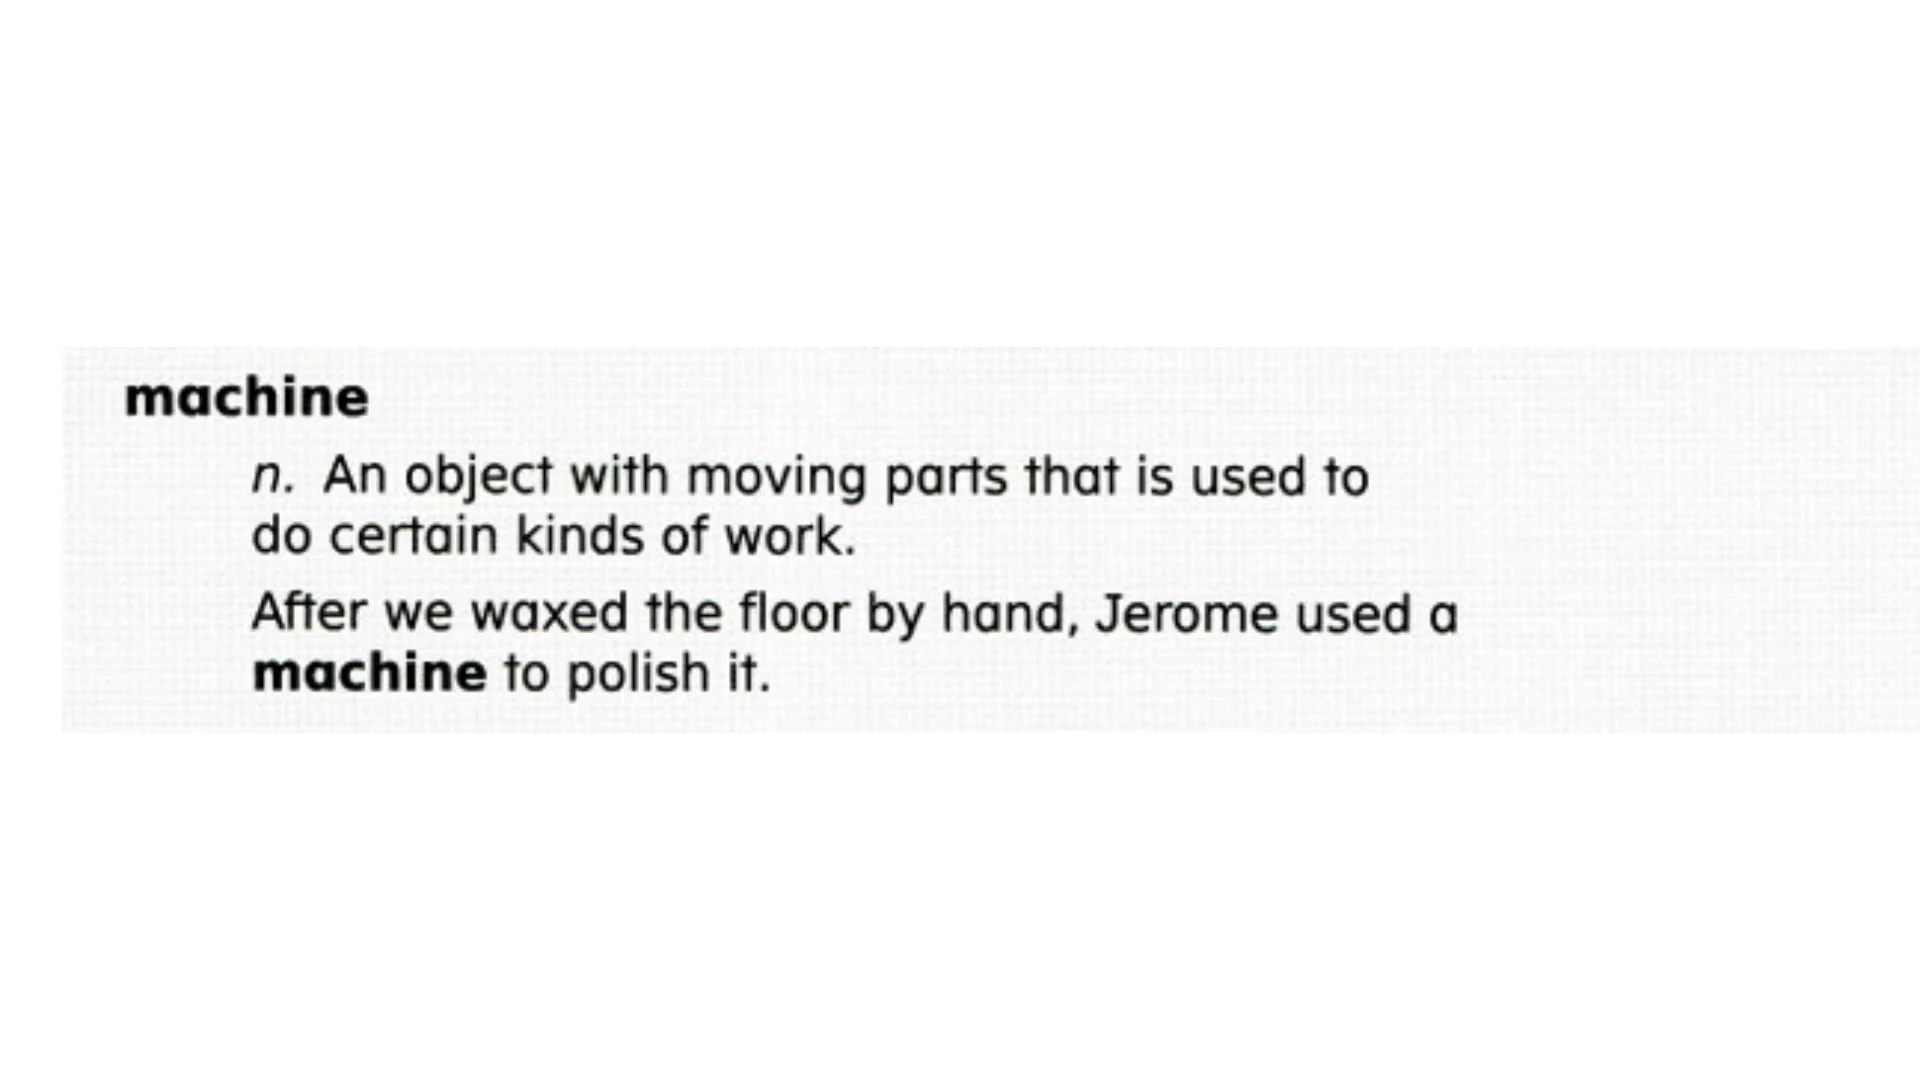 machine
n. An object with moving parts that is used to
do certain kinds of work.
After we waxed the floor by hand, Jerome used a
machine to polish it.